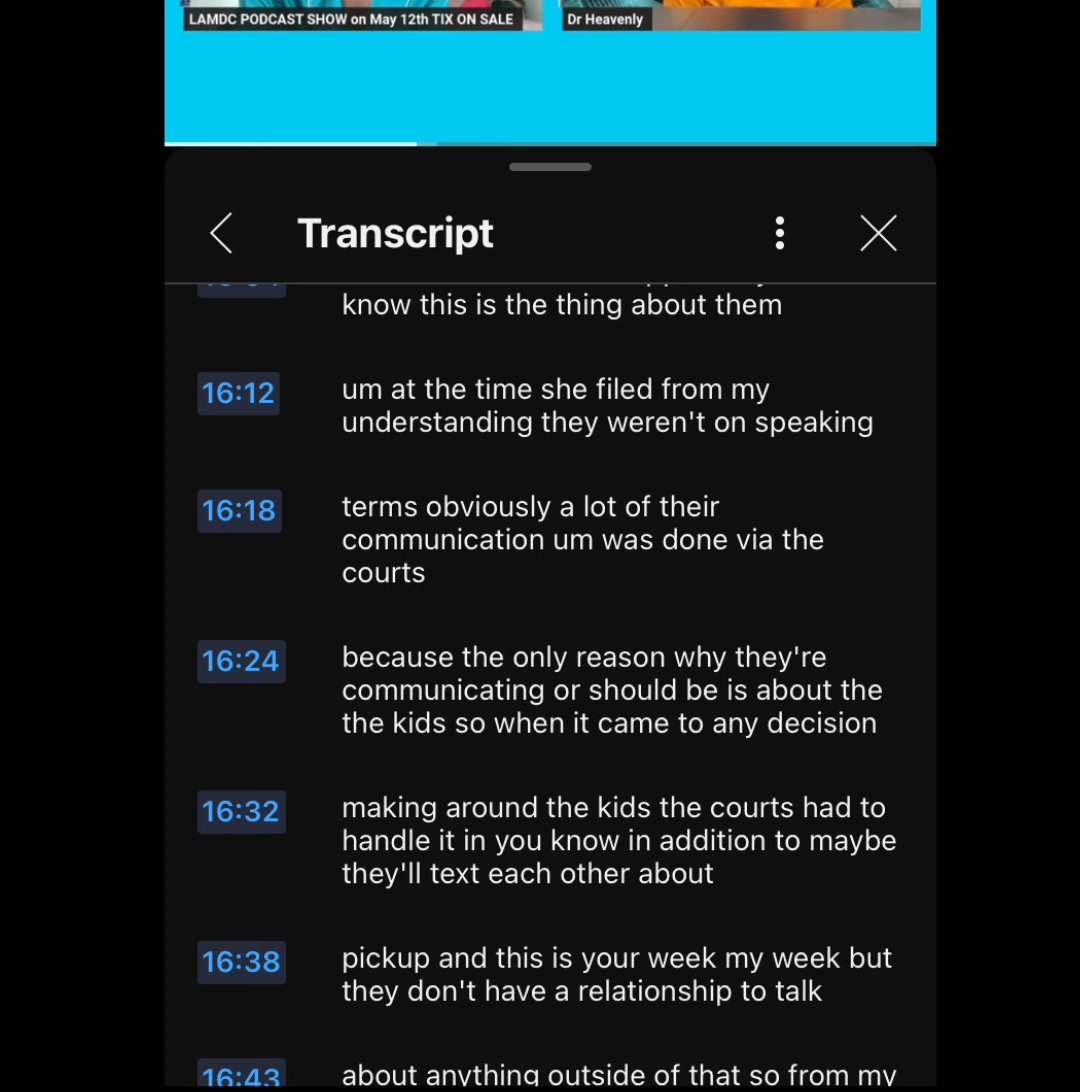 LAMDC PODCAST SHOW on May 12th TIX ON SALE
Dr Heavenly
Transcript
know this is the thing about them
16:12
um at the time she filed from my
understanding they weren't on speaking
16:18
terms obviously a lot of their
communication um was done via the
courts
16:24
because the only reason why they're
communicating or should be is about the
the kids so when it came to any decision
16:32
making around the kids the courts had to
handle it in you know in addition to maybe
they'll text each other about
16:38
pickup and this is your week my week but
they don't have a relationship to talk
16:43
about anything outside of that so from my